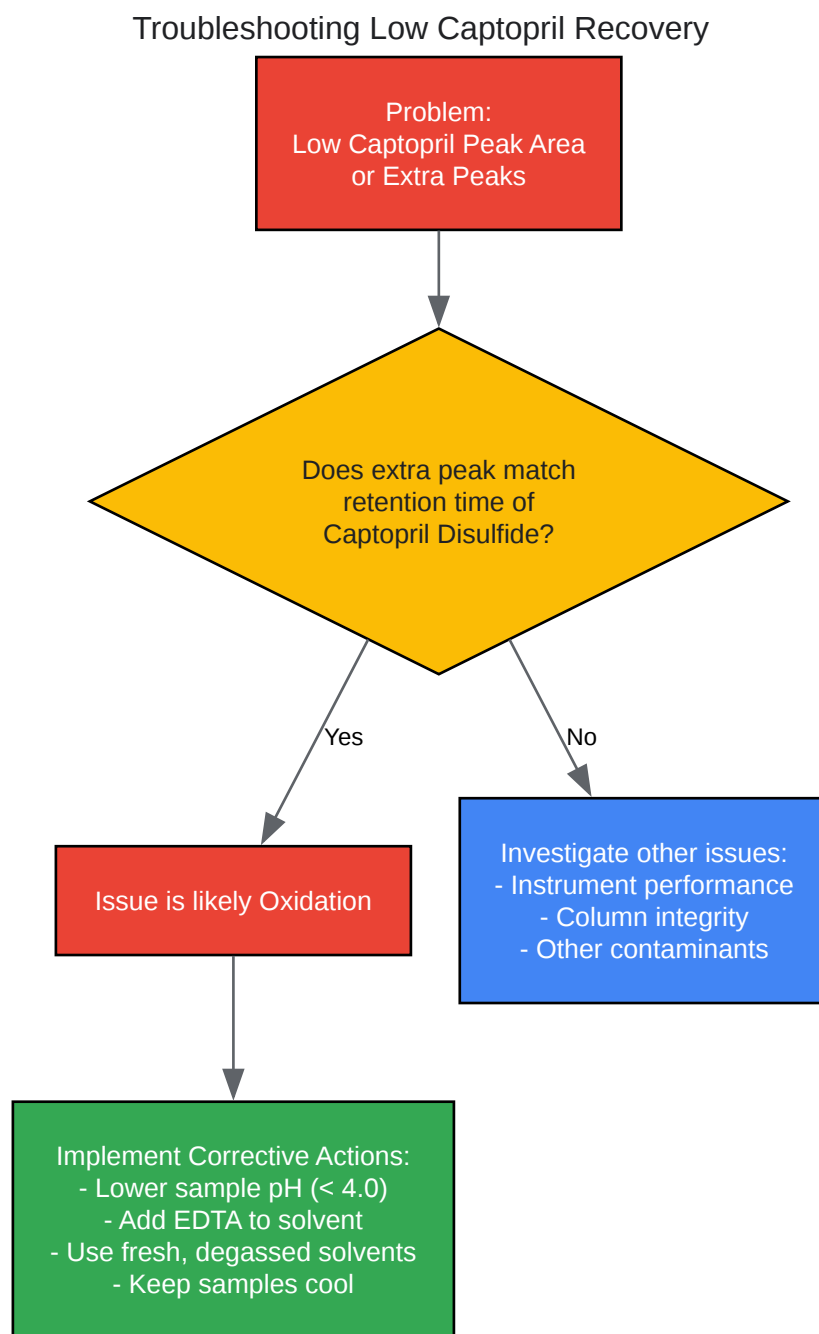 Troubleshooting Low Captopril Recovery
Problem:
Low Captopril Peak Area
or Extra Peaks
Does extra peak match
retention time of
Captopril Disulfide?
Yes
No
Issue is likely Oxidation
Investigate other issues:
- Instrument performance
- Column integrity
- Other contaminants
Implement Corrective Actions:
- Lower sample pH (< 4.0)
- Add EDTA to solvent
- Use fresh, degassed solvents
- Keep samples cool